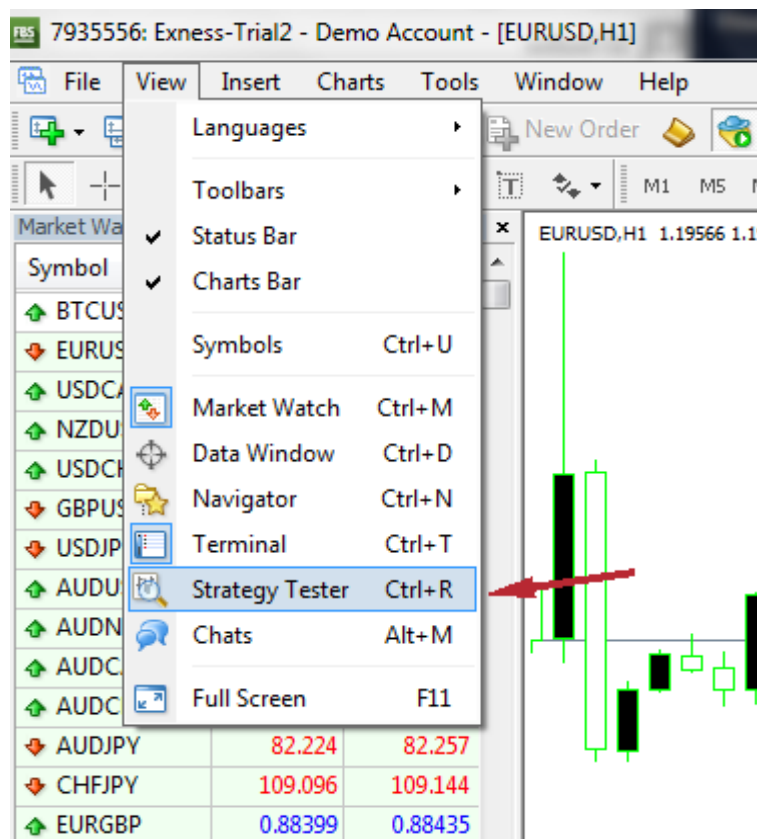 FBS 7935556: Exness-Trial2 - Demo Account - [EURUSD,H1]
File View Insert Charts Tools Window Help
Languages
New Order
Toolbars
T
M1 M5
Market Wa
Status Bar
EURUSD,H1 1.19566 1.1
Symbol
Charts Bar
BTCUS
Symbols Ctrl+U
EURUS
USDCA
Market Watch Ctrl+M
NZDU
Data Window Ctrl+D
USDCH
Navigator Ctrl+N
GBPUS
Terminal Ctrl+T
USDJP
Strategy Tester Ctrl+R
AUDU
Chats Alt+M
AUDN
AUDC
Full Screen F11
AUDC
AUDJPY 82.224 82.257
CHFJPY 109.096 109.144
EURGBP 0.88399 0.88435